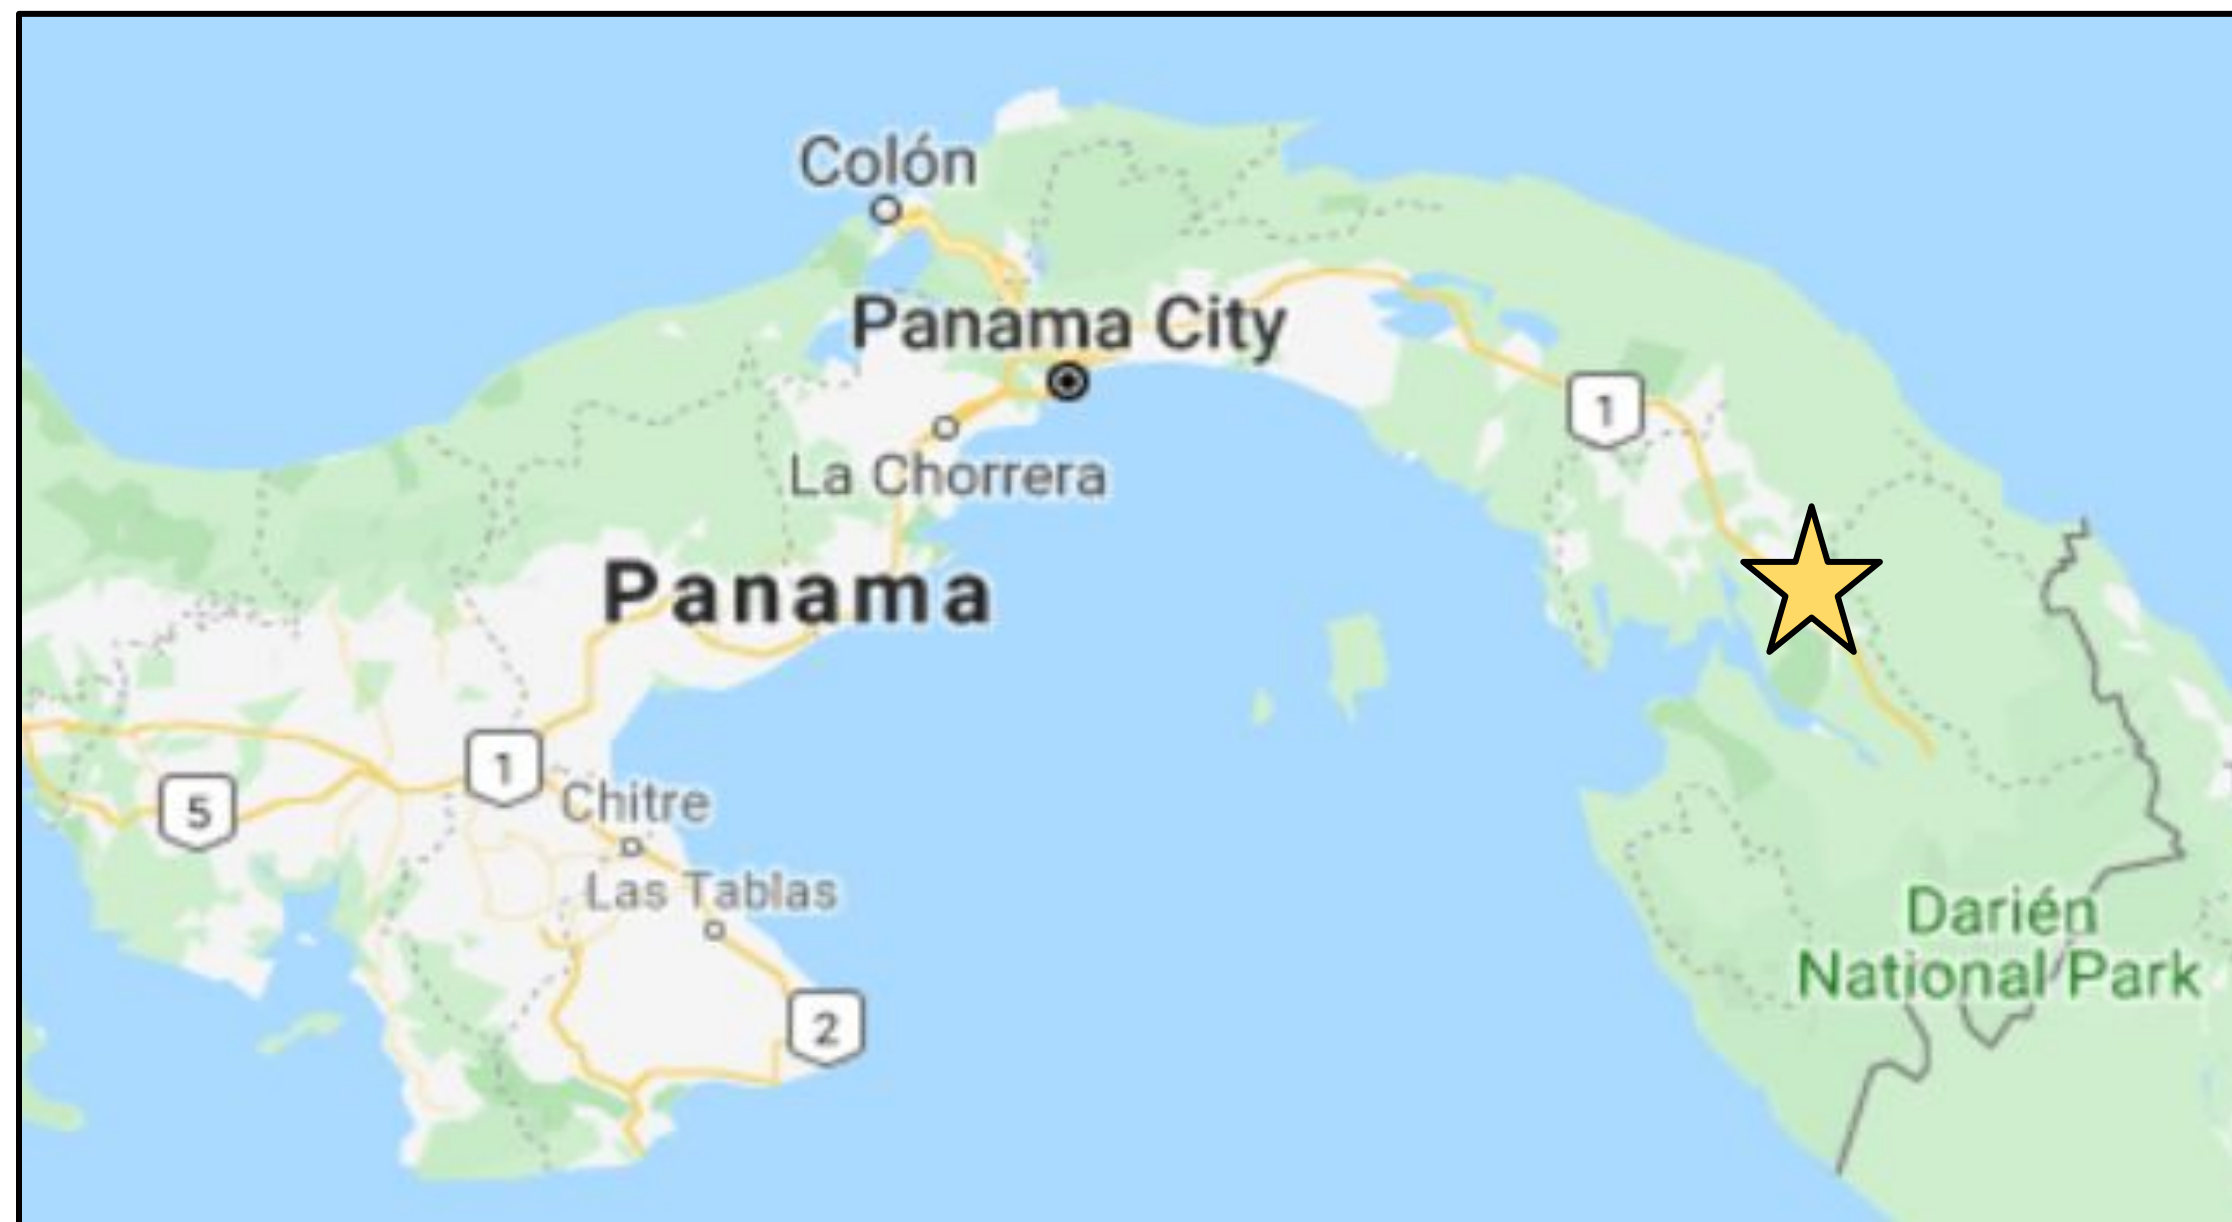 Colón
Panama City
1
La Chorrera
Panama
1
Chitre
5
Las Tablas
Darién
National Park
2